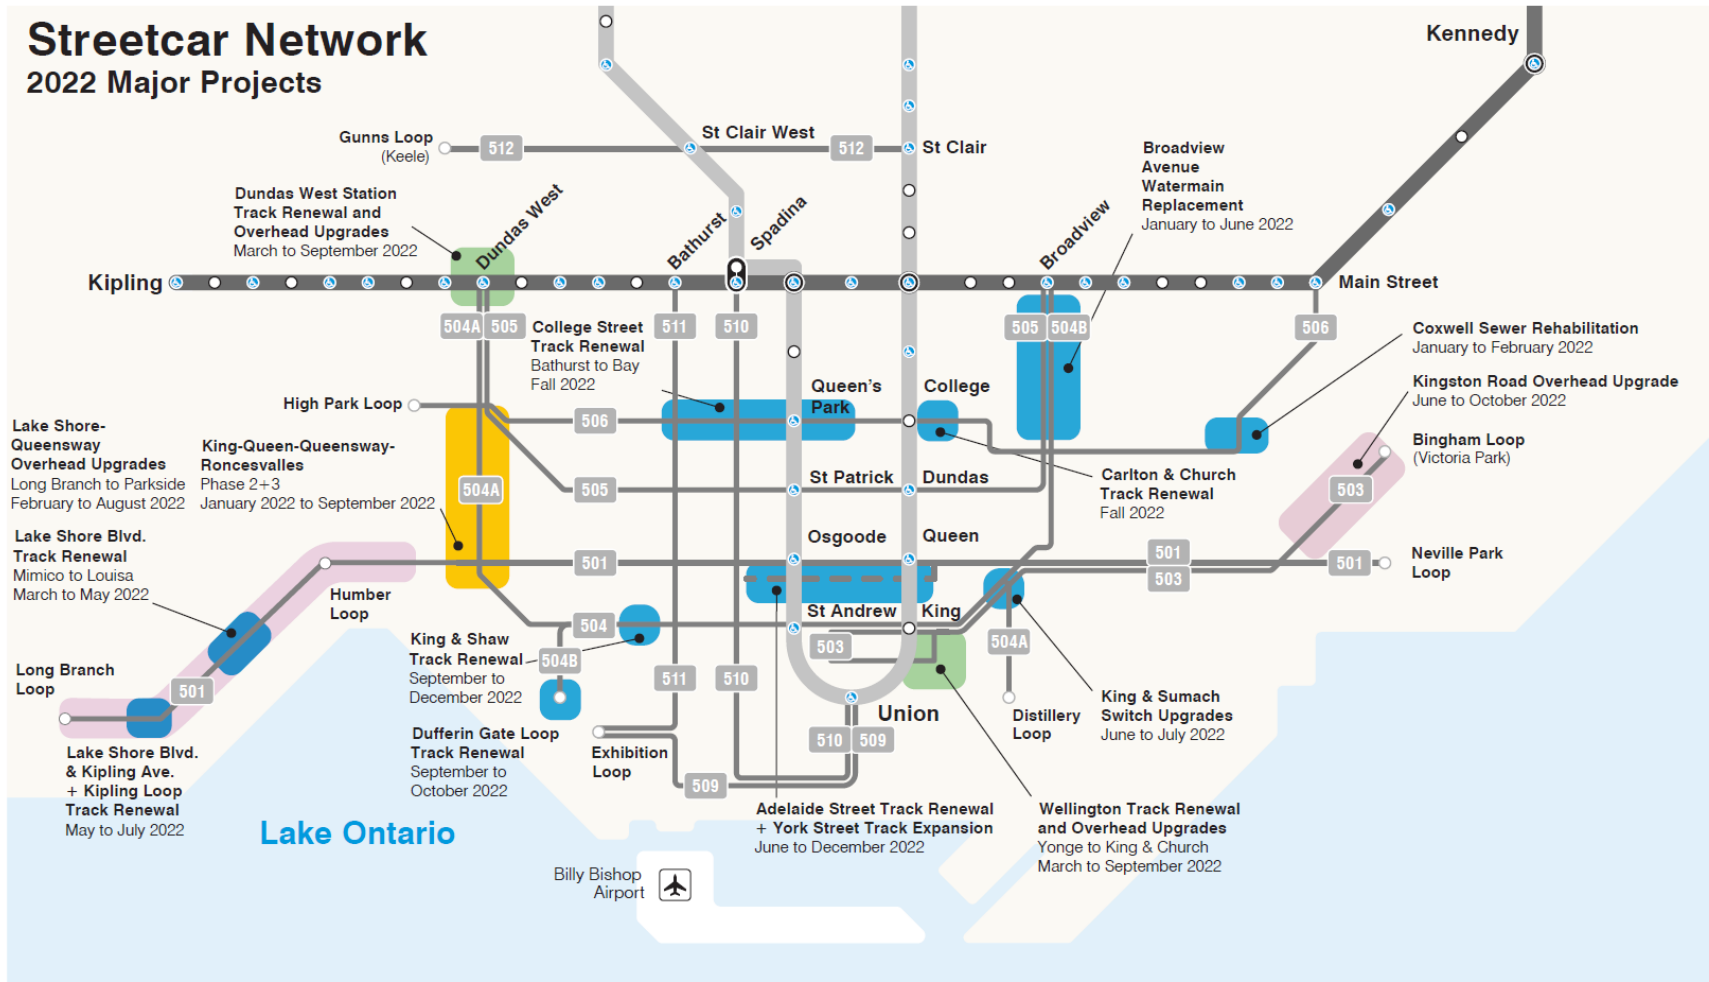 Streetcar Network
2022 Major Projects
Kennedy
Gunns Loop
(Keele)
512
St Clair West
512
St Clair
Broadview
Avenue
Watermain
Replacement
January to June 2022
Dundas West Station
Track Renewal and
Overhead Upgrades
March to September 2022
Dundas West
Bathurst
Spadina
Broadview
Kipling
Main Street
504A
505
College Street
Track Renewal
Bathurst to Bay
Fall 2022
511
510
505
504B
506
Coxwell Sewer Rehabilitation
January to February 2022
Kingston Road Overhead Upgrade
June to October 2022
Queen's
Park
College
High Park Loop
506
Lake Shore-
Queensway
Overhead Upgrades
Long Branch to Parkside
February to August 2022
King-Queen-Queensway-
Roncesvalles
Phase 2+3
January 2022 to September 2022
Bingham Loop
(Victoria Park)
504A
505
St Patrick
Dundas
Carlton & Church
Track Renewal
Fall 2022
503
Lake Shore Blvd.
Track Renewal
Mimico to Louisa
March to May 2022
Osgoode
Queen
501
501
503
501
Neville Park
Loop
Humber
Loop
St Andrew
King
504
503
504A
King & Shaw
Track Renewal
September to
December 2022
504B
Long Branch
Loop
501
511
510
King & Sumach
Switch Upgrades
June to July 2022
Distillery
Loop
Union
Dufferin Gate Loop
Track Renewal
September to
October 2022
Exhibition
Loop
510
509
509
Lake Shore Blvd.
& Kipling Ave.
+ Kipling Loop
Track Renewal
May to July 2022
Adelaide Street Track Renewal
+ York Street Track Expansion
June to December 2022
Wellington Track Renewal
and Overhead Upgrades
Yonge to King & Church
March to September 2022
Lake Ontario
Billy Bishop
Airport